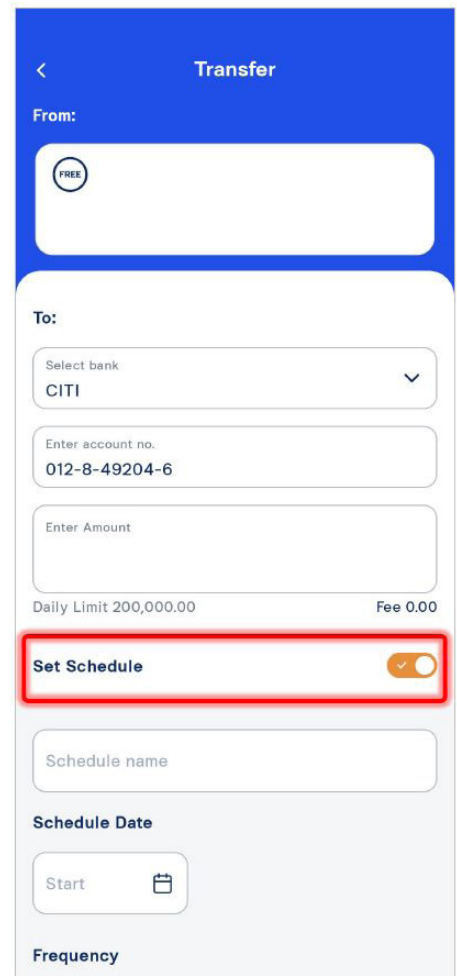 Transfer
From:
FREE
To:
Select bank
CITI
Enter account no.
012-8-49204-6
Enter Amount
Daily Limit 200,000.00 Fee 0.00
Set Schedule
Schedule name
Schedule Date
Start
Frequency